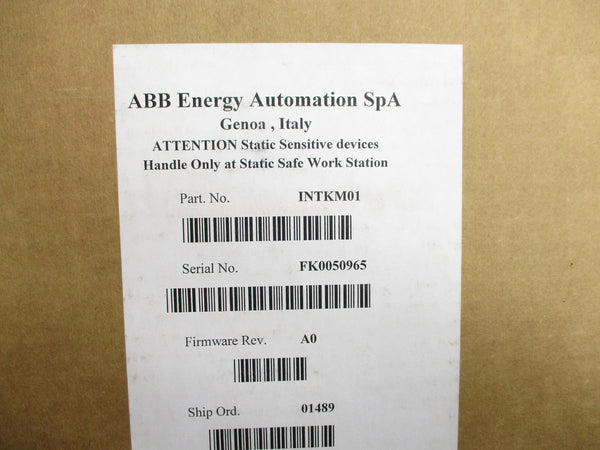 ABB Energy Automation SpA
Genoa , Italy
ATTENTION Static Sensitive devices
Handle Only at Static Safe Work Station
Part. No. INTKM01
Serial No. FK0050965
Firmware Rev. A0
Ship Ord. 01489